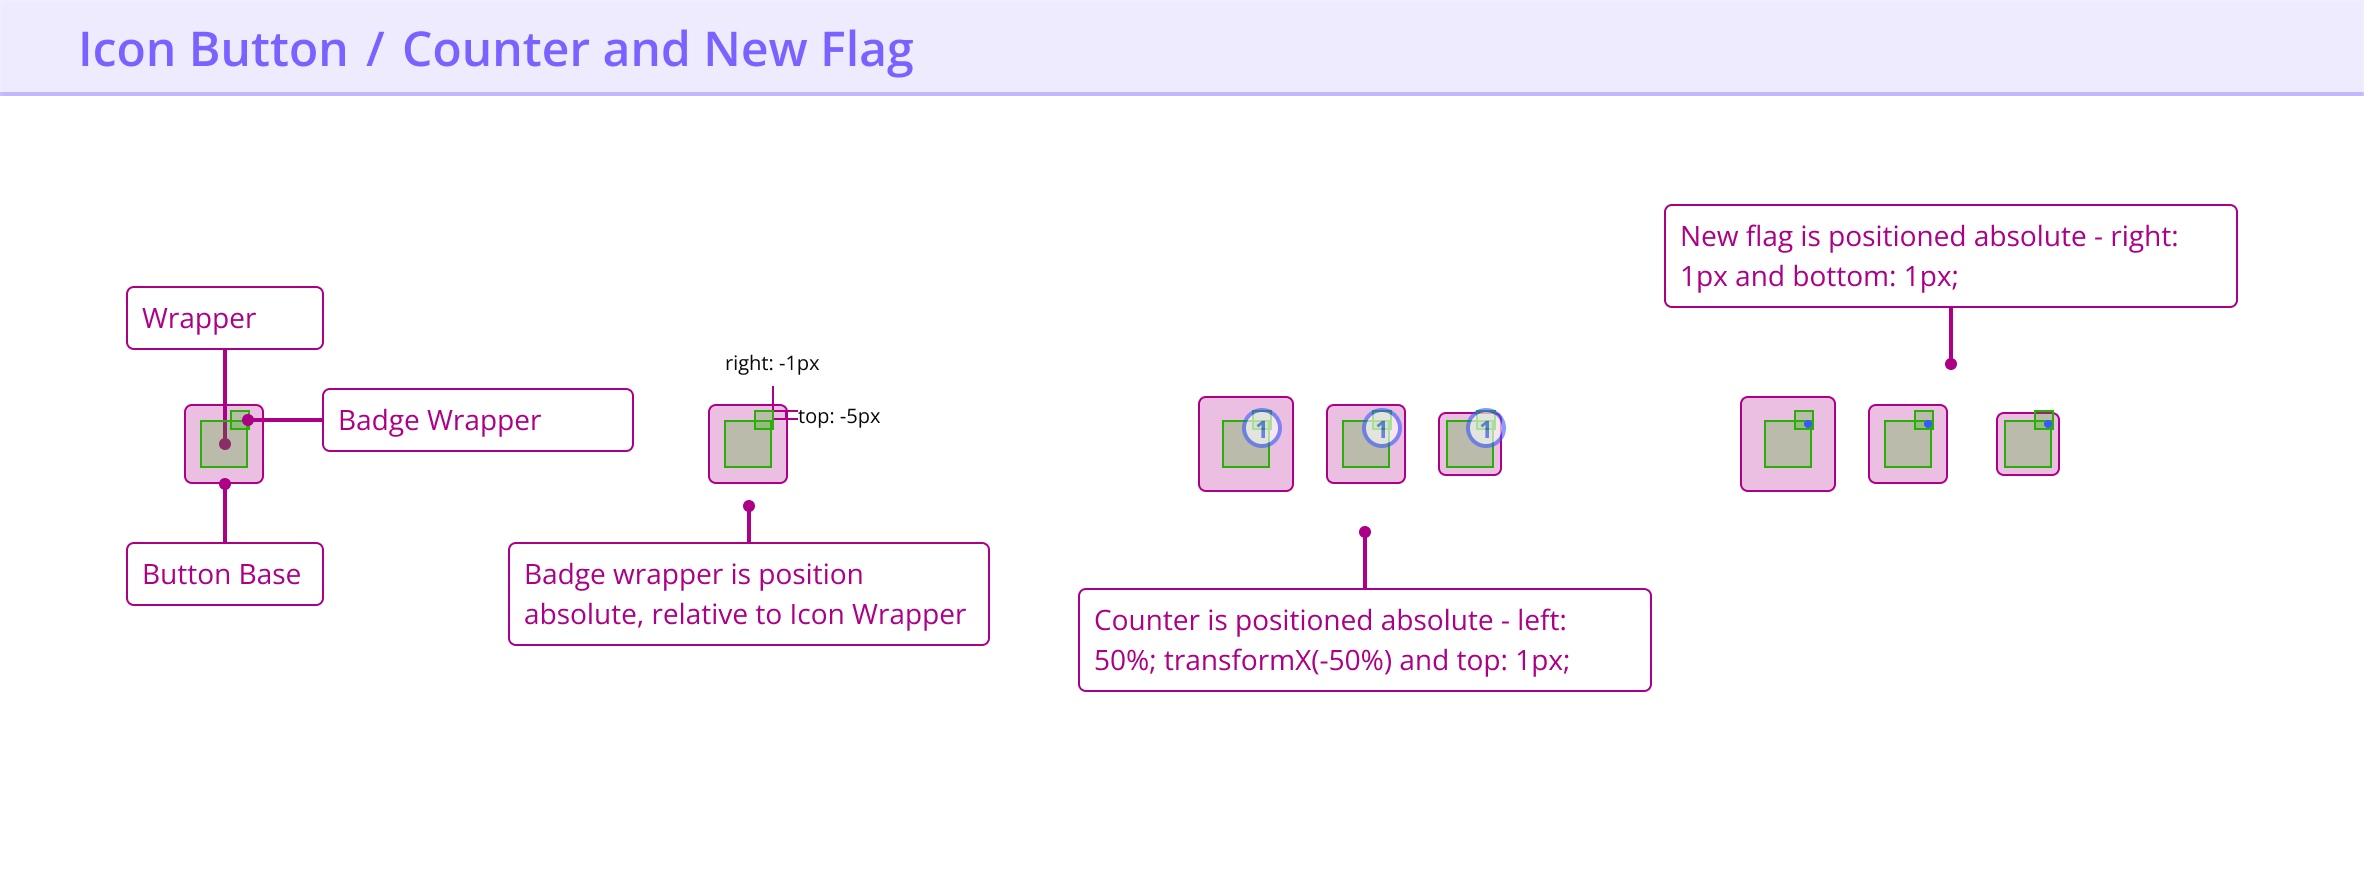 Icon Button / Counter and New Flag
New flag is positioned absolute - right:
1px and bottom: 1px;
Wrapper
Badge Wrapper
Button Base
right: -1px
top: -5px
Badge wrapper is position
absolute, relative to Icon Wrapper
1
1
1
Counter is positioned absolute - left:
50%; transformX(-50%) and top: 1px;